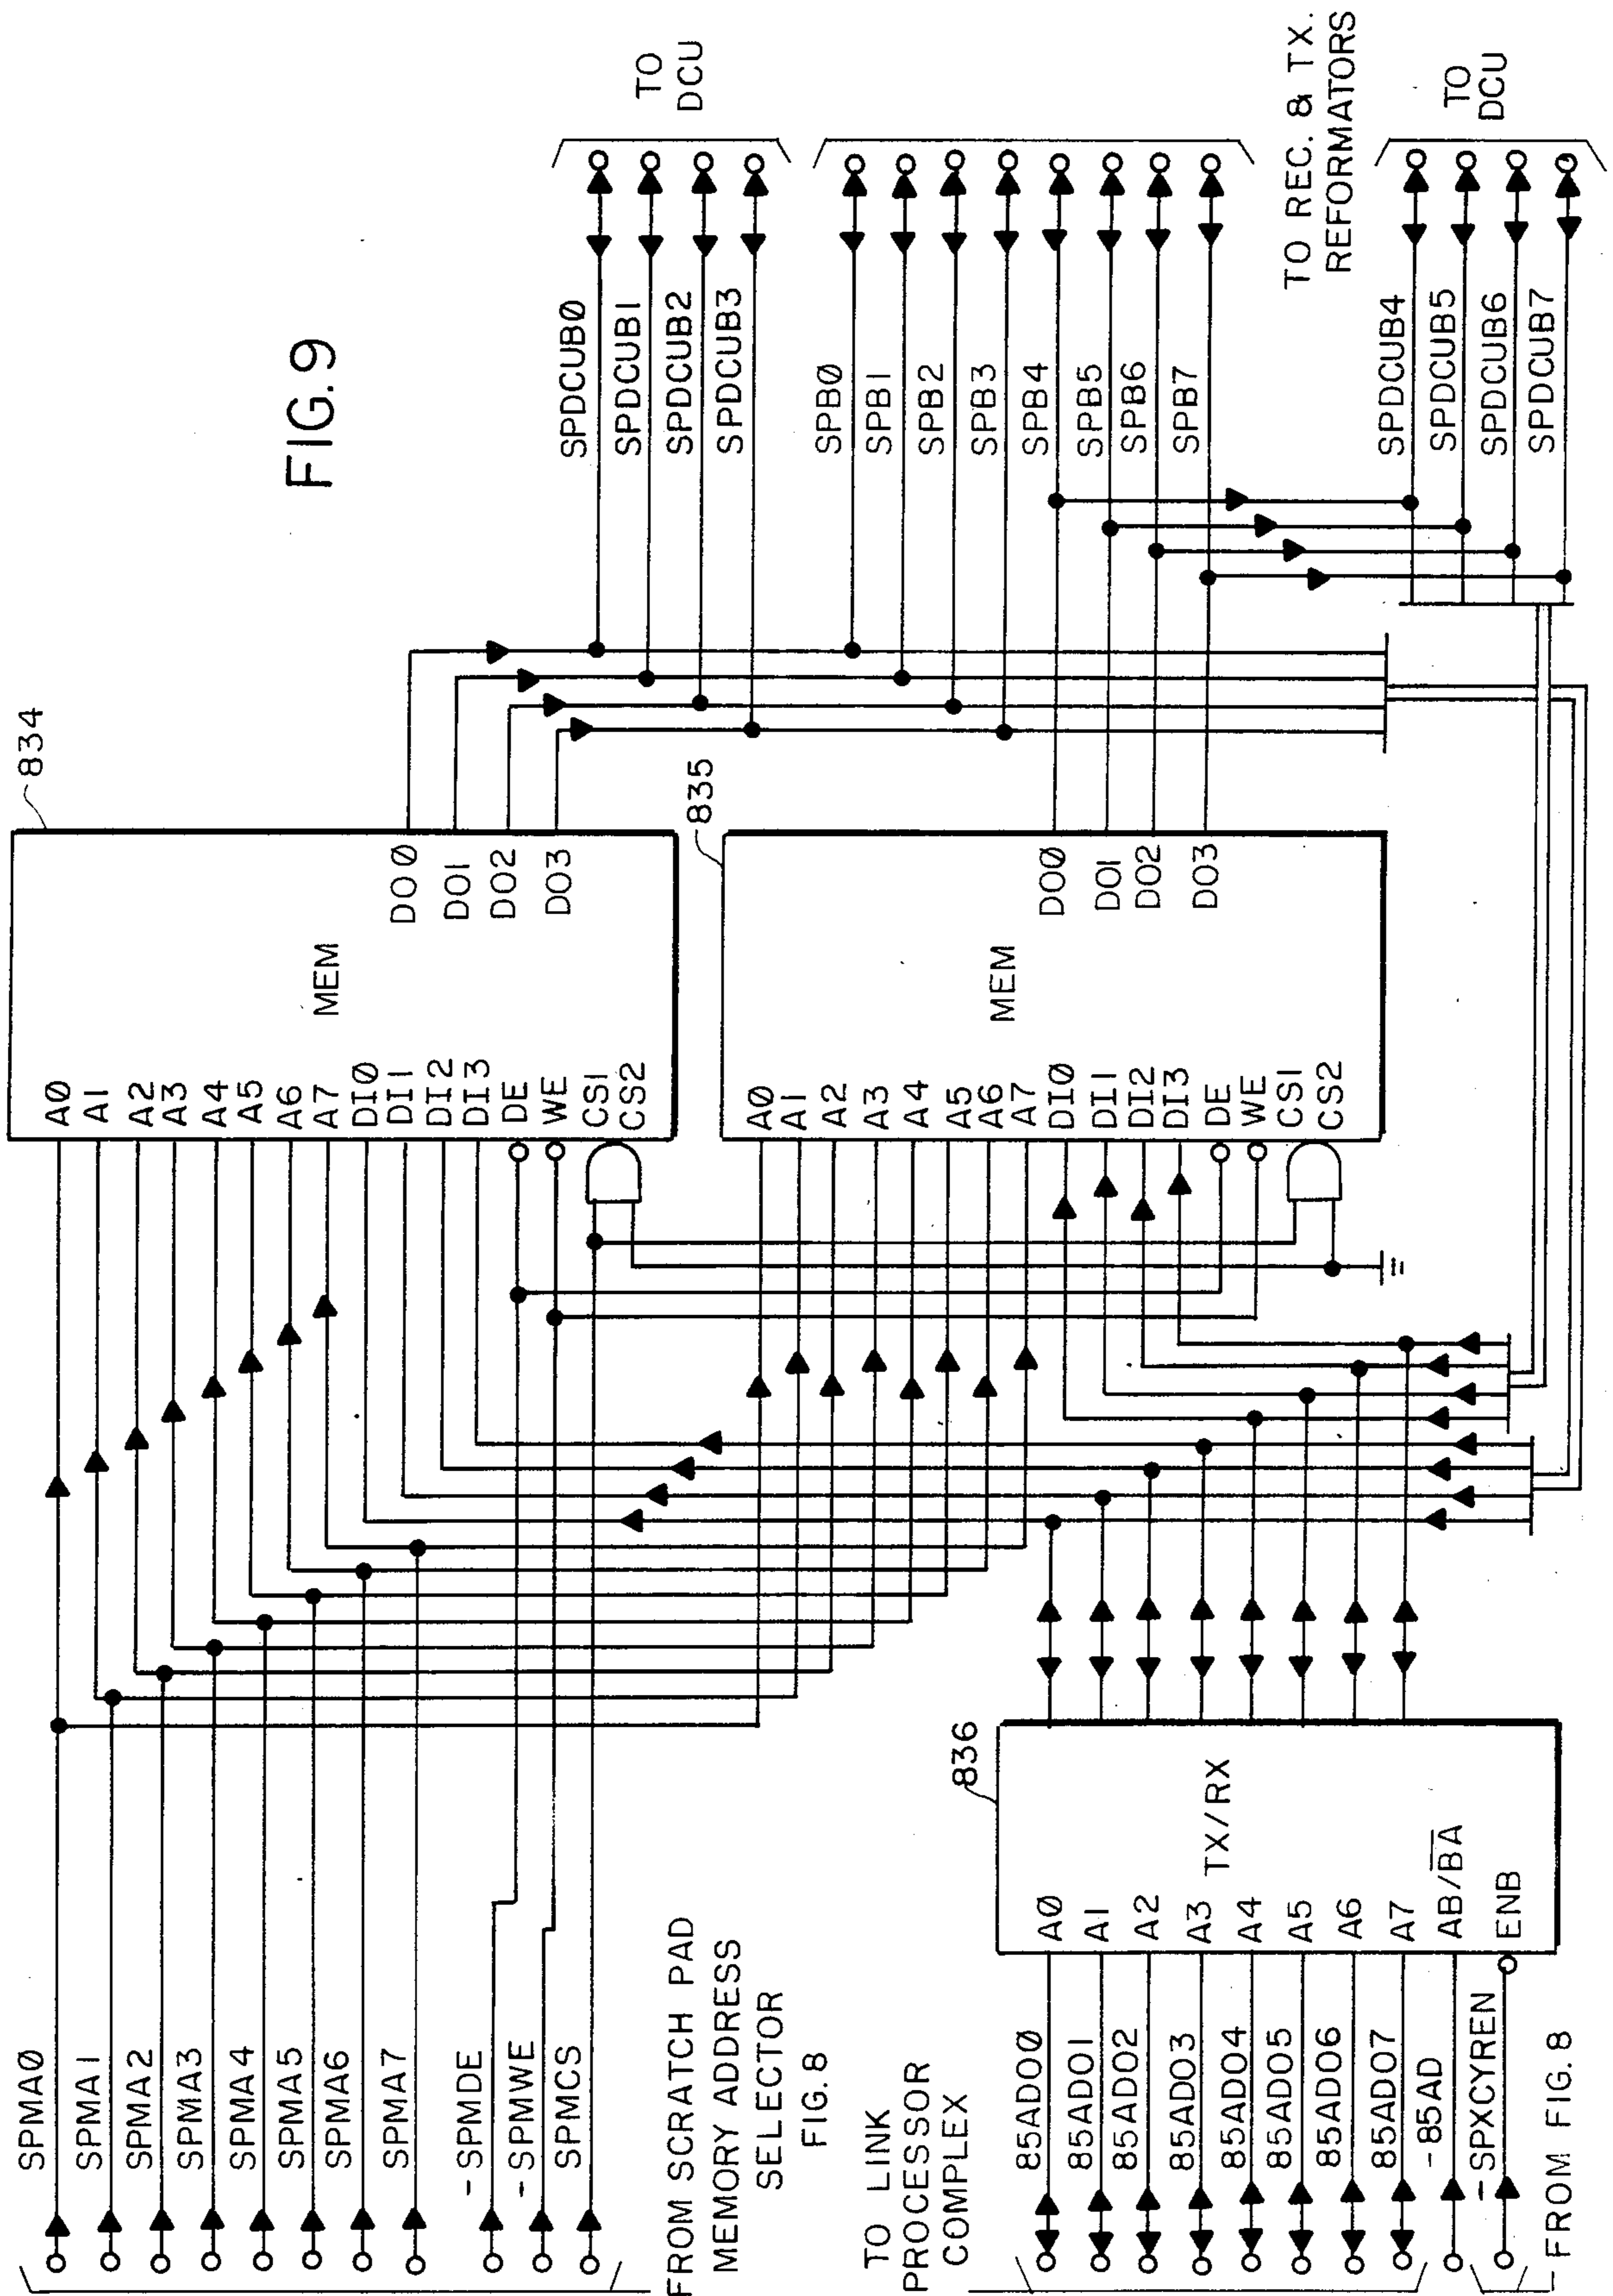 FIG. 9
834
835
836
SPMA0
SPMA1
SPMA2
SPMA3
SPMA4
SPMA5
SPMA6
SPMA7
-SPMDE
-SPMWE
SPMCS
FROM SCRATCH PAD
MEMORY ADDRESS
SELECTOR
FIG. 8
A0
A1
A2
A3
A4
A5
A6
A7
DI0
DI1
DI2
DI3
DE
WE
CS1
CS2
MEM
DO0
DO1
DO2
DO3
A0
A1
A2
A3
A4
A5
A6
A7
DI0
DI1
DI2
DI3
DE
WE
CS1
CS2
MEM
DO0
DO1
DO2
DO3
TO LINK
PROCESSOR
COMPLEX
85AD00
85AD01
85AD02
85AD03
85AD04
85AD05
85AD06
85AD07
-85AD
-SPXCYREN
FROM FIG. 8
A0
A1
A2
A3
A4
A5
A6
A7
AB/B̅A̅
ENB
TX/RX
SPDCUB0
SPDCUB1
SPDCUB2
SPDCUB3
TO
DCU
SPB0
SPB1
SPB2
SPB3
SPB4
SPB5
SPB6
SPB7
TO REC. & TX.
REFORMATORS
SPDCUB4
SPDCUB5
SPDCUB6
SPDCUB7
TO
DCU